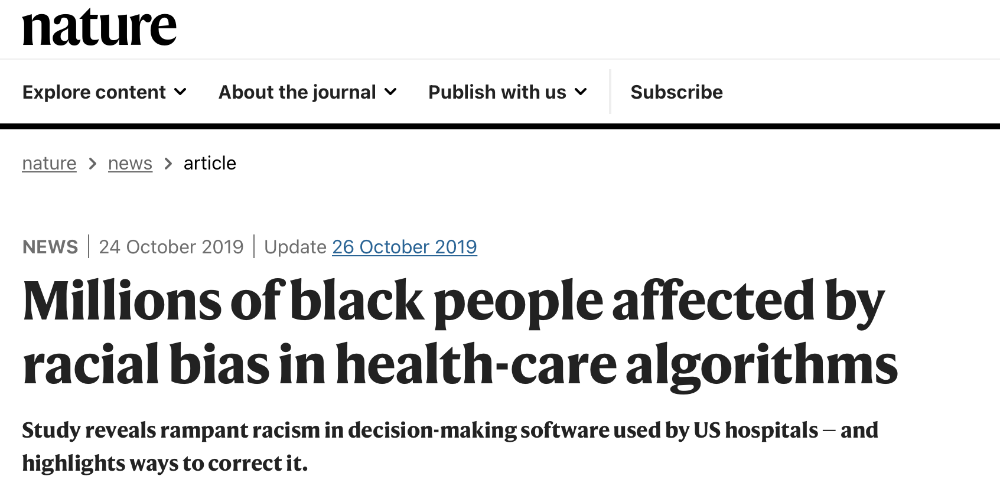 nature
Explore content About the journal Publish with us Subscribe
nature > news > article
NEWS | 24 October 2019 | Update 26 October 2019
Millions of black people affected by
racial bias in health-care algorithms
Study reveals rampant racism in decision-making software used by US hospitals — and
highlights ways to correct it.